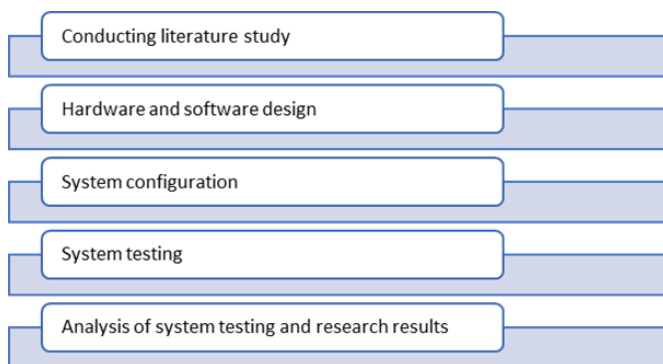 Conducting literature study
Hardware and software design
System configuration
System testing
Analysis of system testing and research results